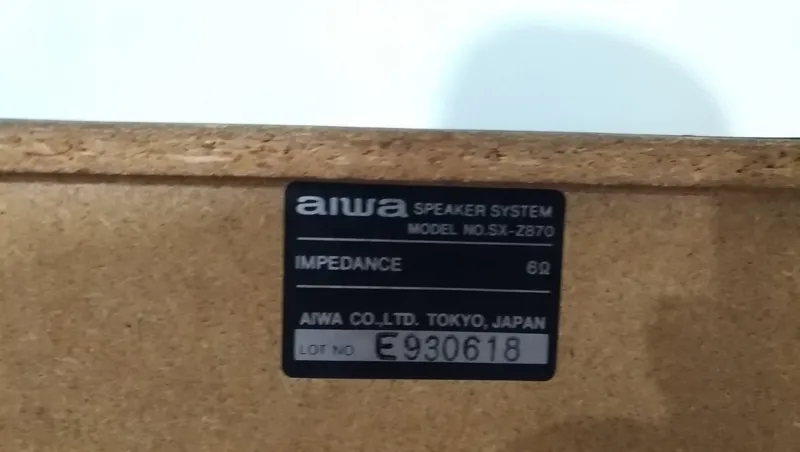 aiwa SPEAKER SYSTEM
MODEL NO.SX-Z870
IMPEDANCE 6Ω
AIWA CO.,LTD. TOKYO, JAPAN
LOT NO E930618